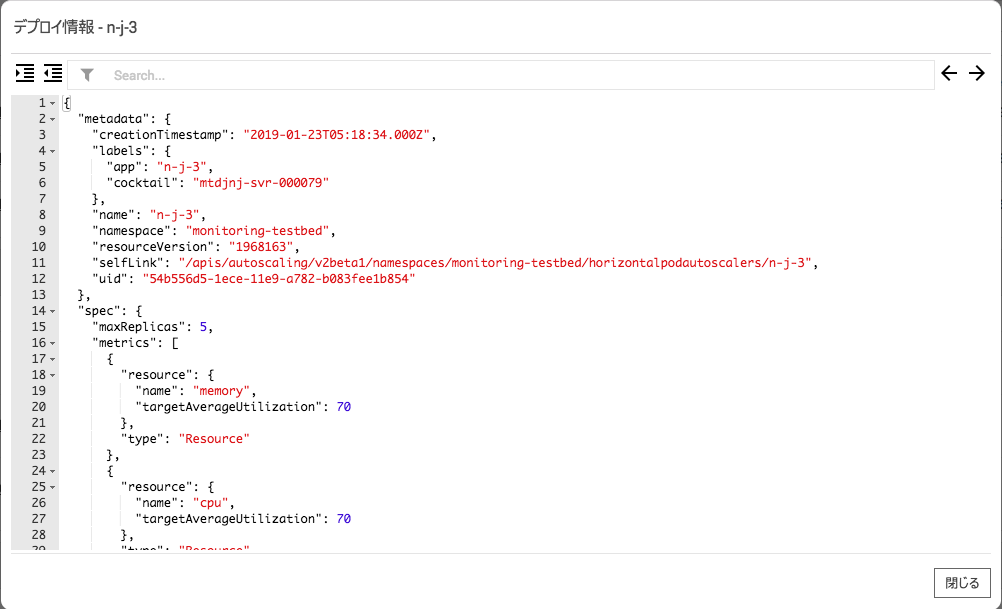 デプロイ情報 - n-j-3
Search...
1 {
2 "metadata": {
3 "creationTimestamp": "2019-01-23T05:18:34.000Z",
4 "labels": {
5 "app": "n-j-3",
6 "cocktail": "mtdjnj-svr-000079"
7 },
8 "name": "n-j-3",
9 "namespace": "monitoring-testbed",
10 "resourceVersion": "1968163",
11 "selfLink": "/apis/autoscaling/v2beta1/namespaces/monitoring-testbed/horizontalpodautoscalers/n-j-3",
12 "uid": "54b556d5-1ece-11e9-a782-b083fee1b854"
13 },
14 "spec": {
15 "maxReplicas": 5,
16 "metrics": [
17 {
18 "resource": {
19 "name": "memory",
20 "targetAverageUtilization": 70
21 },
22 "type": "Resource"
23 },
24 {
25 "resource": {
26 "name": "cpu",
27 "targetAverageUtilization": 70
28 },
29 "type": "Resource"
閉じる